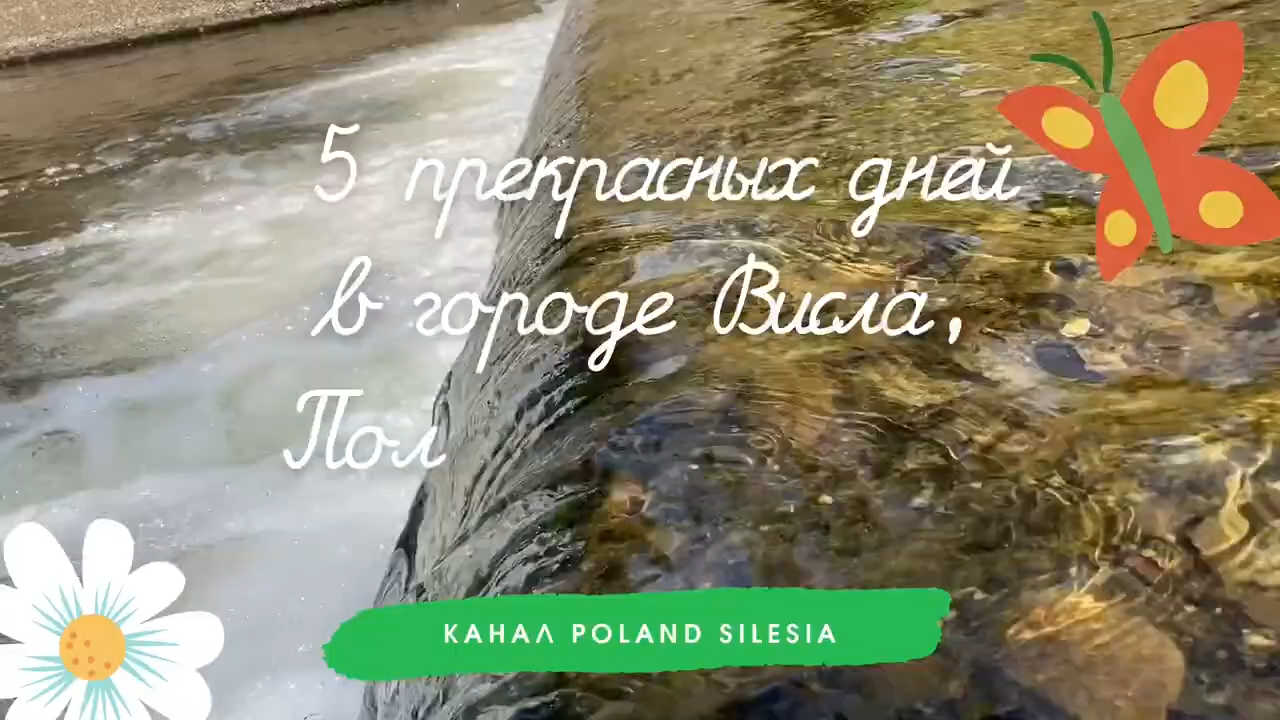 5 прекрасных дней
в городе Висла,
Пол
КАНАЛ POLAND SILESIA